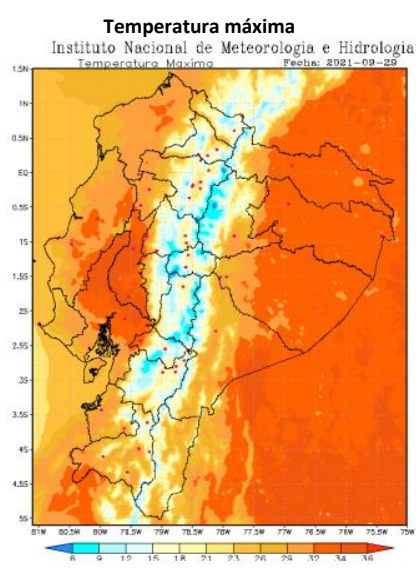 Temperatura máxima
Instituto Nacional de Meteorologia e Hidrologia
Temperatura Maxima Fecha: 2021-09-29
1.5N
1N
0.5N
EQ
0.5S
1S
1.5S
2S
2.5S
3S
3.5S
4S
4.5S
5S
81W 80.5W 80W 79.5W 79W 78.5W 78W 77.5W 77W 76.5W 76W 75.5W 75W
6 9 12 15 18 21 23 26 29 32 34 36